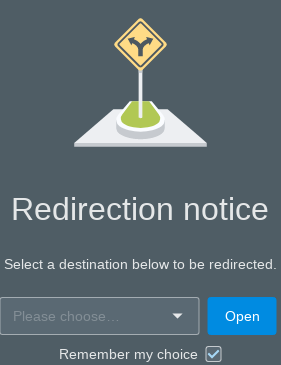 Redirection notice
Select a destination below to be redirected.
Please choose...
Open
Remember my choice